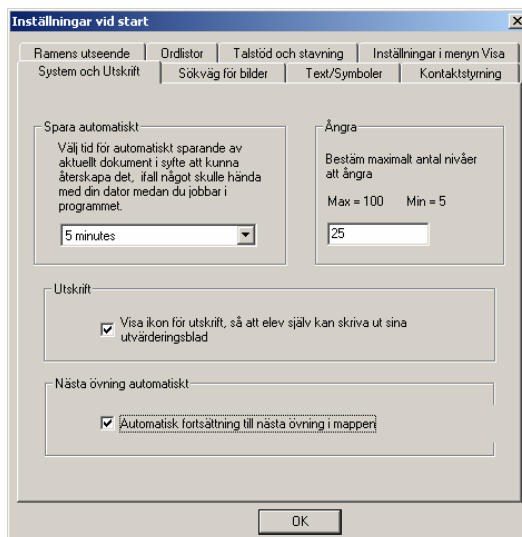 Inställningar vid start
Ramens utseende
Ordlistor
Talstöd och stavning
Inställningar i menyn Visa
System och Utskrift
Sökväg för bilder
Text/Symboler
Kontaktstyrning
Spara automatiskt
Välj tid för automatiskt sparande av
aktuellt dokument i syfte att kunna
återskapa det, ifall något skulle hända
med din dator medan du jobbar i
programmet.
5 minutes
Ångra
Bestäm maximalt antal nivåer
att ångra
Max = 100 Min = 5
25
Utskrift
Visa ikon för utskrift, så att elev själv kan skriva ut sina
utvärderingsblad
Nästa övning automatiskt
Automatisk fortsättning till nästa övning i mappen
OK